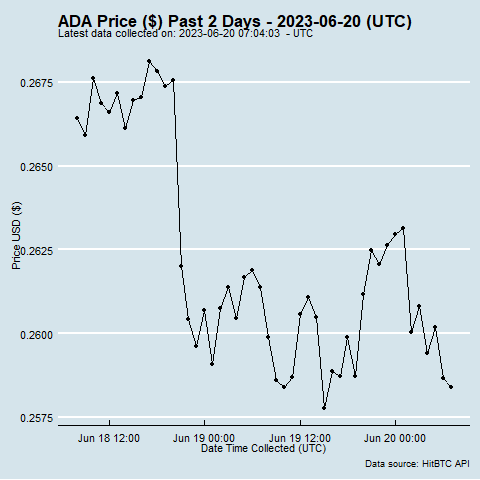 ADA Price ($) Past 2 Days - 2023-06-20 (UTC)
Latest data collected on: 2023-06-20 07:04:03  - UTC
0.2675
0.2650
0.2625
0.2600
0.2575
Price USD ($)
Jun 18 12:00 Jun 19 00:00 Jun 19 12:00 Jun 20 00:00
Date Time Collected (UTC)
Data source: HitBTC API